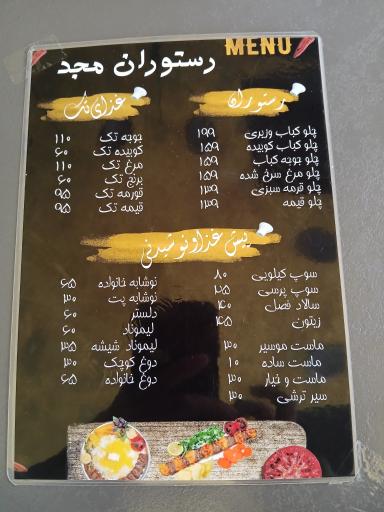 MENU
رستوران مجد
رستوران
چلو کباب وزیری ۱۹۹
چلو کباب کوبیده ۱۵۹
چلو جوجه کباب ۱۵۹
چلو مرغ سرخ شده ۱۵۹
چلو قرمه سبزی ۱۳۹
چلو قیمه ۱۳۹
غذای تک
جوجه تک ۱۱۰
کوبیده تک ۶۰
مرغ تک ۱۱۰
برنج تک ۶۰
قورمه تک ۹۵
قیمه تک ۹۵
پیش غذا و نوشیدنی
سوپ کیلویی ۸۰
سوپ پرسی ۲۵
سالاد فصل ۴۰
زیتون ۴۵
ماست موسیر ۳۰
ماست ساده ۱۰
ماست و خیار ۳۰
سیر ترشی ۳۰
نوشابه خانواده ۶۵
نوشابه پت ۳۰
دلستر ۶۰
لیموناد ۶۰
لیموناد شیشه ۳۵
دوغ کوچک ۳۰
دوغ خانواده ۶۵